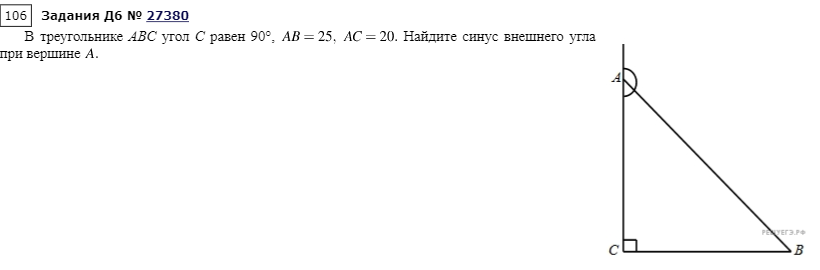 106 Задания Д6 № 27380
В треугольнике ABC угол C равен 90°, AB = 25, AC = 20. Найдите синус внешнего угла
при вершине A.
A
РЕШУЕГЭ.РФ
C
B